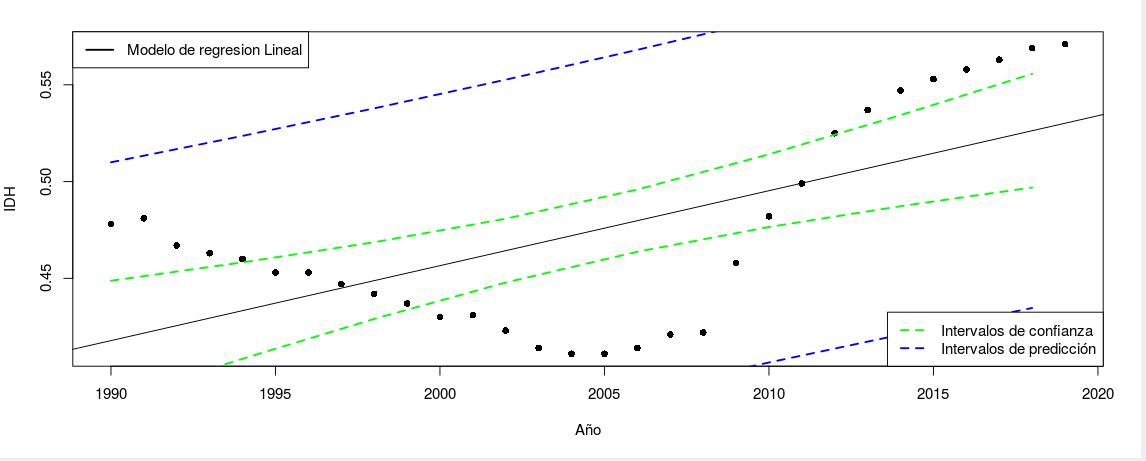 Modelo de regresion Lineal
0.55
0.50
0.45
IDH
Intervalos de confianza
Intervalos de predicción
1990 1995 2000 2005 2010 2015 2020
Año